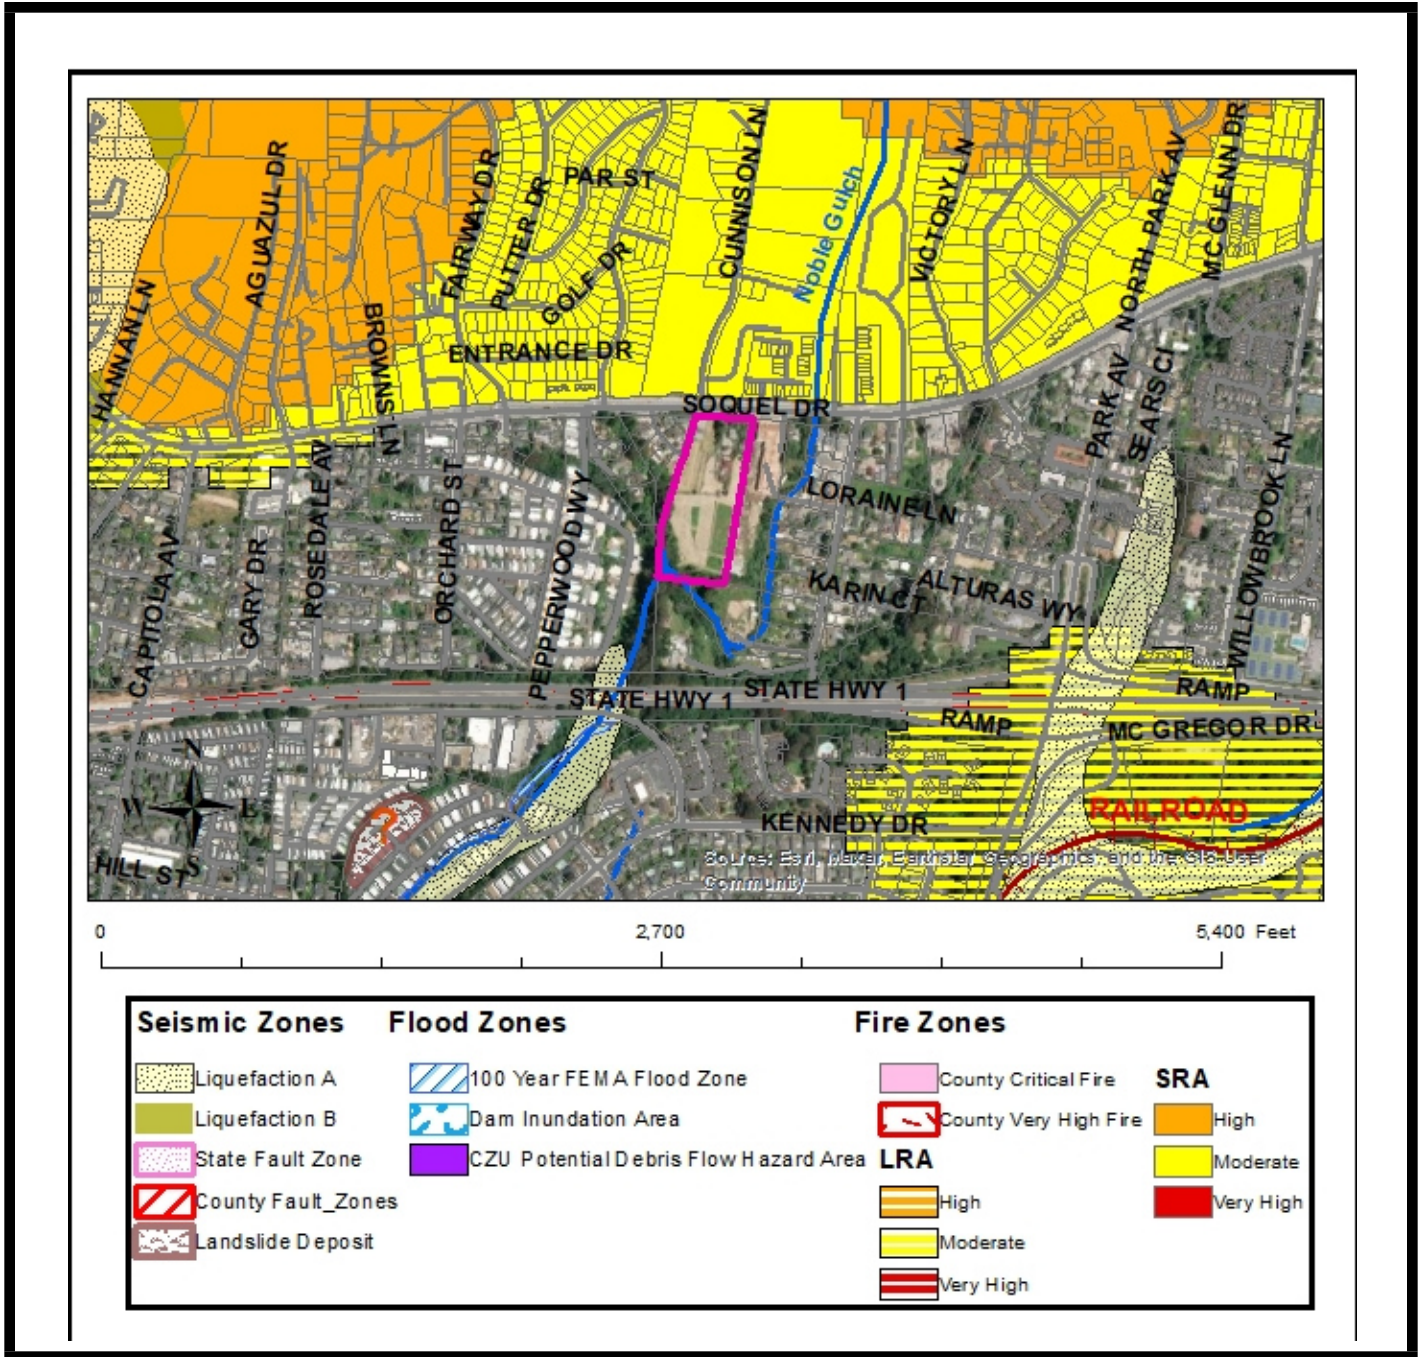 PAR ST
CUNNISON LN
Noble Gulch
VICTORY LN
NORTH PARK AV
MC GLENN DR
AGUAZUL DR
FAIRWAY DR
PUTTER DR
GOLF DR
HANNAN LN
BROWNS LN
ENTRANCE DR
SOQUEL DR
PARK AV
SEARS CI
LORAINE LN
WILLOWBROOK LN
CAPITOLA AV
GARY DR
ROSEDALE AV
ORCHARD ST
PEPPERWOOD WY
KARIN CT
ALTURAS WY
STATE HWY 1
STATE HWY 1
RAMP
RAMP
MC GREGOR DR
N
W E
S
?
HILL ST
KENNEDY DR
RAILROAD
Source: Esri, Maxar, Earthstar Geographics, and the GIS User
Community
0 2,700 5,400 Feet
Seismic Zones
Liquefaction A
Liquefaction B
State Fault Zone
County Fault_Zones
Landslide Deposit
Flood Zones
100 Year FEMA Flood Zone
Dam Inundation Area
CZU Potential Debris Flow Hazard Area
Fire Zones
County Critical Fire
County Very High Fire
LRA
High
Moderate
Very High
SRA
High
Moderate
Very High